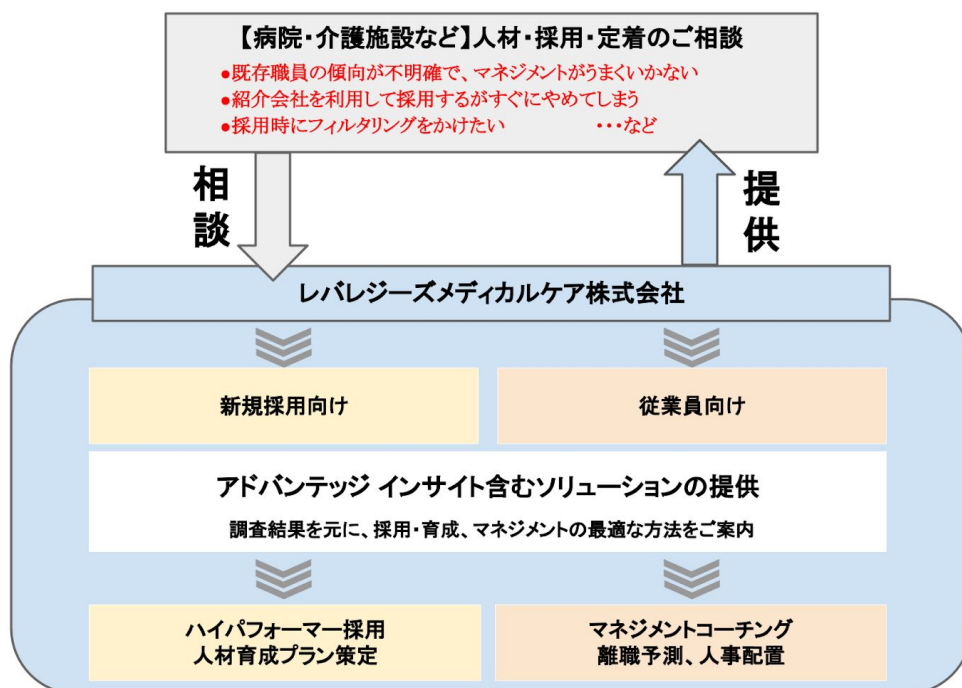 【病院・介護施設など】人材・採用・定着のご相談
●既存職員の傾向が不明確で、マネジメントがうまくいかない
●紹介会社を利用して採用するがすぐにやめてしまう
●採用時にフィルタリングをかけたい　・・・など
相談
提供
レバレジーズメディカルケア株式会社
新規採用向け
従業員向け
アドバンテッジ インサイト含むソリューションの提供
調査結果を元に、採用・育成、マネジメントの最適な方法をご案内
ハイパフォーマー採用
人材育成プラン策定
マネジメントコーチング
離職予測、人事配置